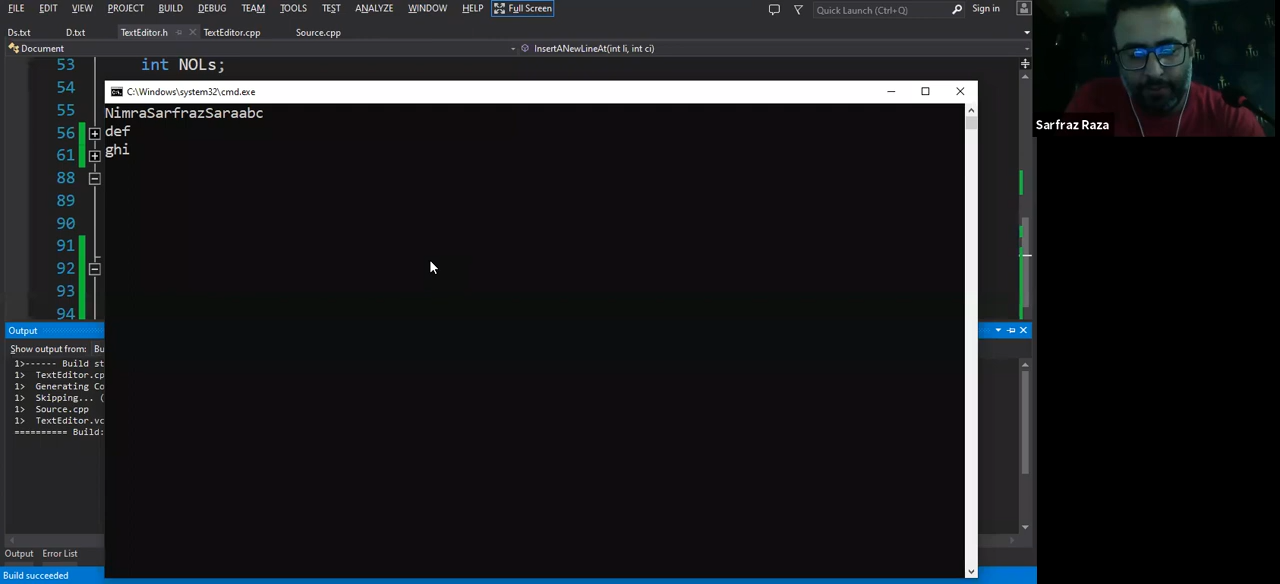 FILE EDIT VIEW PROJECT BUILD DEBUG TEAM TOOLS TEST ANALYZE WINDOW HELP Full Screen Quick Launch (Ctrl+Q) Sign in
Ds.txt D.txt TextEditor.h TextEditor.cpp Source.cpp
Document InsertANewLineAt(int li, int ci)
53 int NOLs;
54
55
56
61
88
89
90
91
92
93
94
C:\Windows\system32\cmd.exe
NimraSarfrazSaraabc
def
ghi
Sarfraz Raza
Output
Show output from: Bu
1>------ Build st
1> TextEditor.cp
1> Generating Co
1> Skipping... (
1> Source.cpp
1> TextEditor.vc
========== Build:
Output Error List
Build succeeded